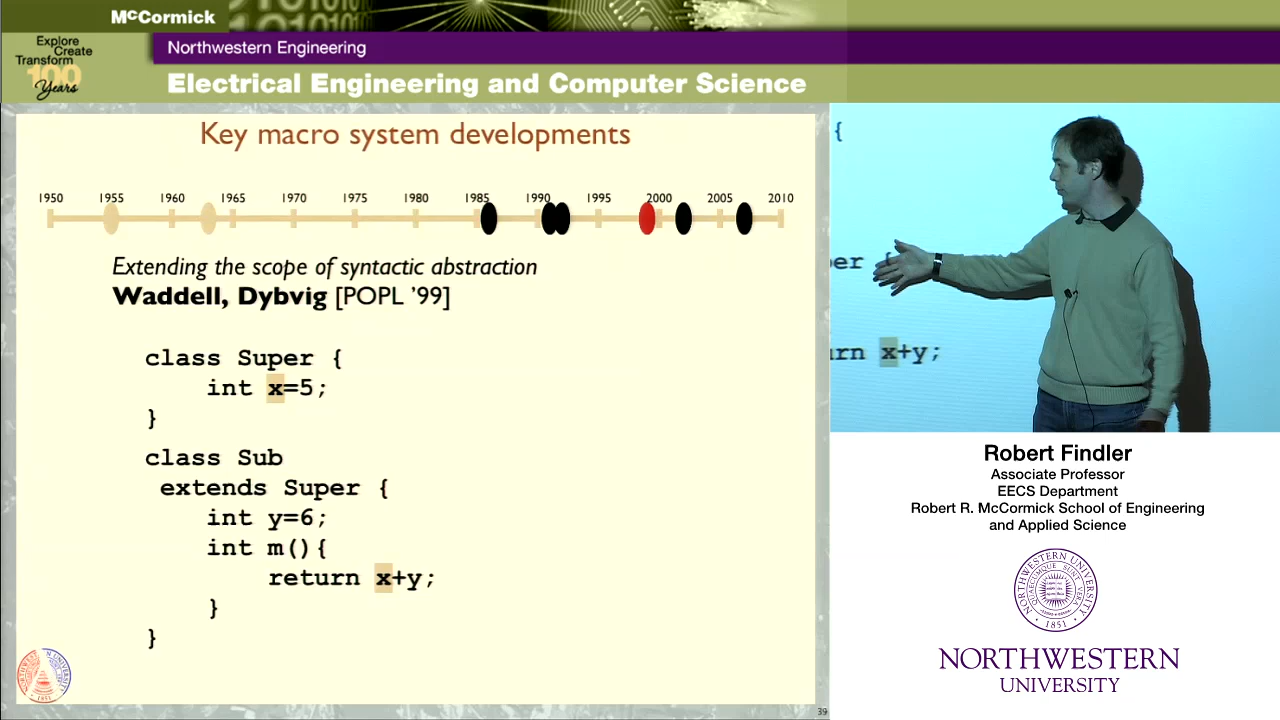 McCormick
Explore
Create
Transform
100
Years
Northwestern Engineering
Electrical Engineering and Computer Science
Key macro system developments
1950 1955 1960 1965 1970 1975 1980 1985 1990 1995 2000 2005 2010
Extending the scope of syntactic abstraction
Waddell, Dybvig [POPL ’99]
class Super {
int x=5;
}
class Sub
extends Super {
int y=6;
int m(){
return x+y;
}
}
39
{
er {
rn x+y;
Robert Findler
Associate Professor
EECS Department
Robert R. McCormick School of Engineering
and Applied Science
1851
NORTHWESTERN
UNIVERSITY